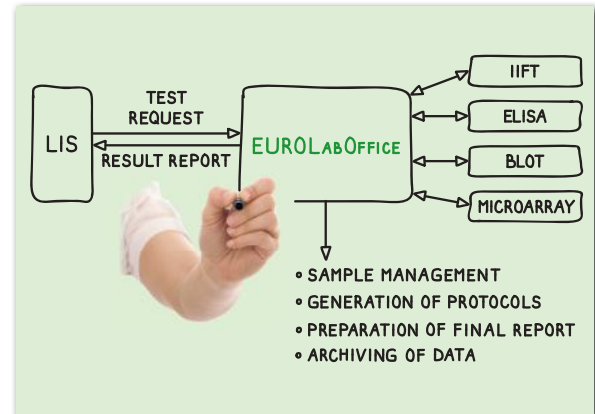 LIS
TEST
REQUEST
RESULT REPORT
EUROLABOFFICE
IIFT
ELISA
BLOT
MICROARRAY
• SAMPLE MANAGEMENT
• GENERATION OF PROTOCOLS
• PREPARATION OF FINAL REPORT
• ARCHIVING OF DATA